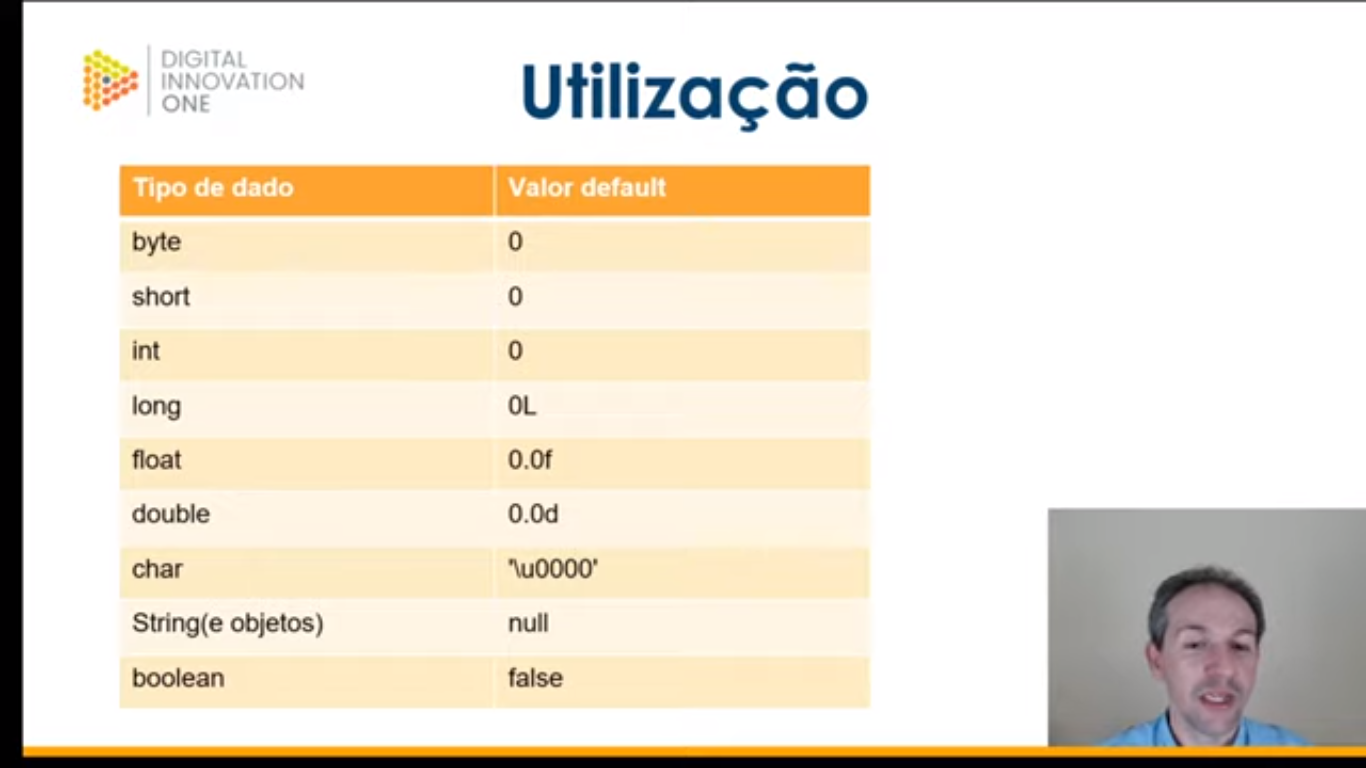 DIGITAL
INNOVATION
ONE
Utilização
Tipo de dado Valor default
byte 0
short 0
int 0
long 0L
float 0.0f
double 0.0d
char '\u0000'
String(e objetos) null
boolean false